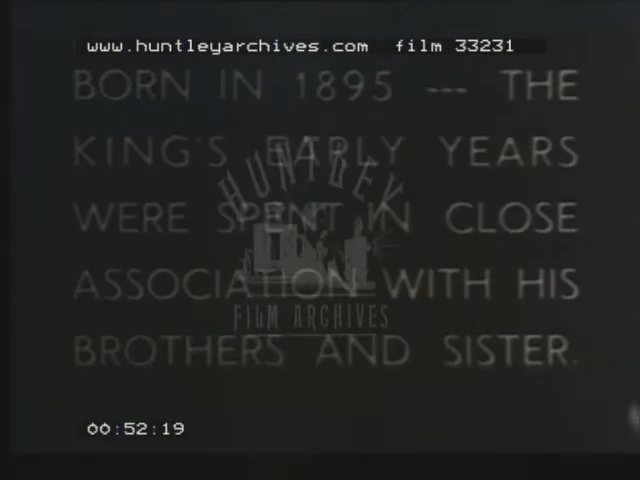 www.huntleyarchives.com film 33231
BORN IN 1895 --- THE
KING'S EARLY YEARS
WERE SPENT IN CLOSE
ASSOCIATION WITH HIS
BROTHERS AND SISTER.
HUNTLEY
FILM ARCHIVES
00:52:19